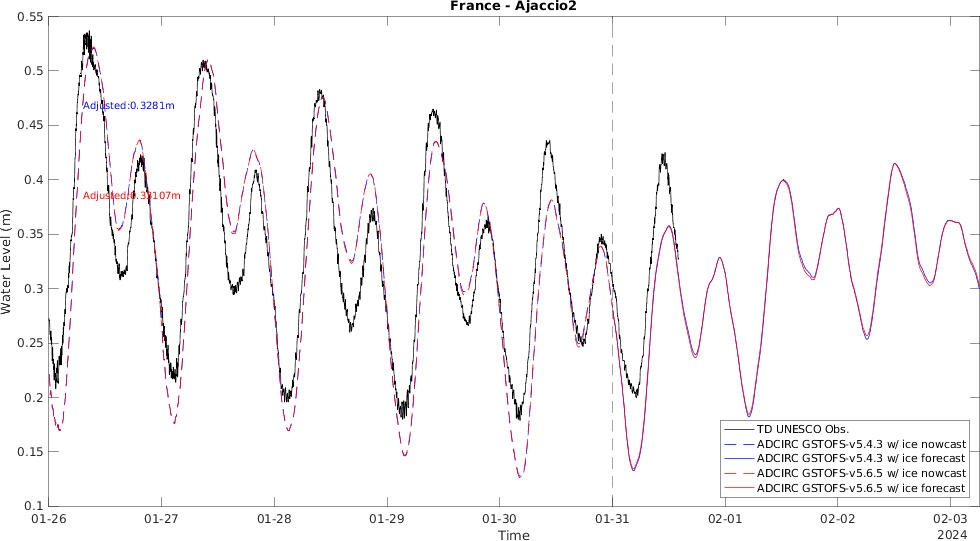 France - Ajaccio2
0.55
0.5
0.45
0.4
0.35
0.3
0.25
0.2
0.15
0.1
Water Level (m)
Adjusted:0.3281m
Adjusted:0.33107m
01-26
01-27
01-28
01-29
01-30
01-31
02-01
02-02
02-03
2024
Time
TD UNESCO Obs.
ADCIRC GSTOFS-v5.4.3 w/ ice nowcast
ADCIRC GSTOFS-v5.4.3 w/ ice forecast
ADCIRC GSTOFS-v5.6.5 w/ ice nowcast
ADCIRC GSTOFS-v5.6.5 w/ ice forecast